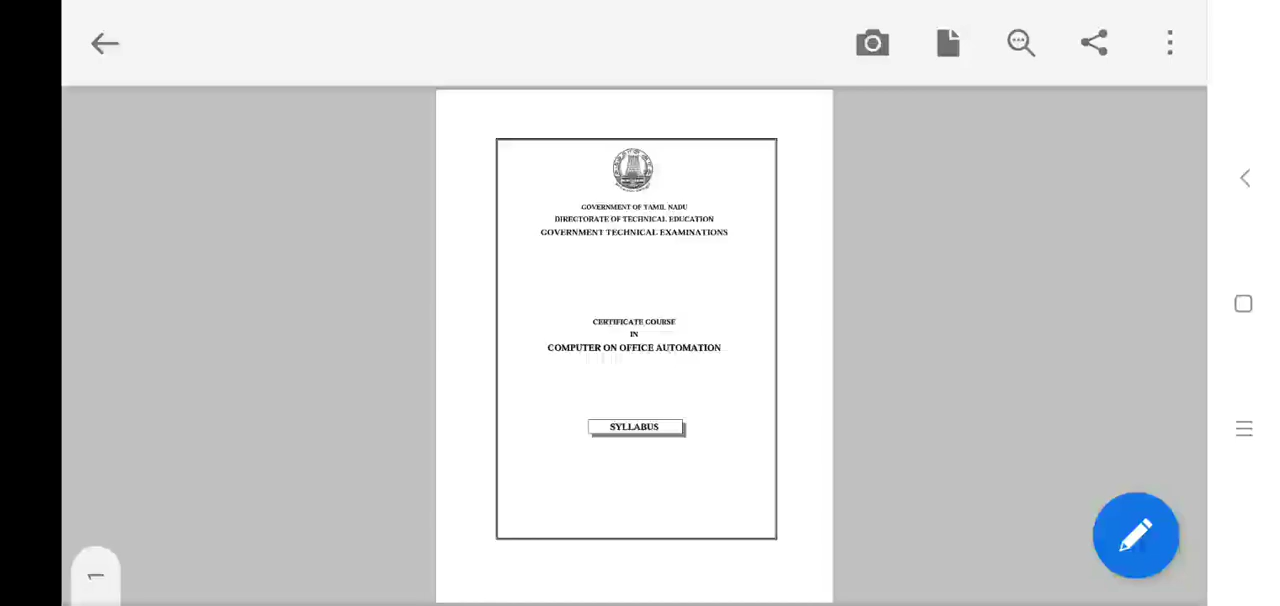 GOVERNMENT OF TAMIL NADU
DIRECTORATE OF TECHNICAL EDUCATION
GOVERNMENT TECHNICAL EXAMINATIONS
CERTIFICATE COURSE
IN
COMPUTER ON OFFICE AUTOMATION
SYLLABUS
1